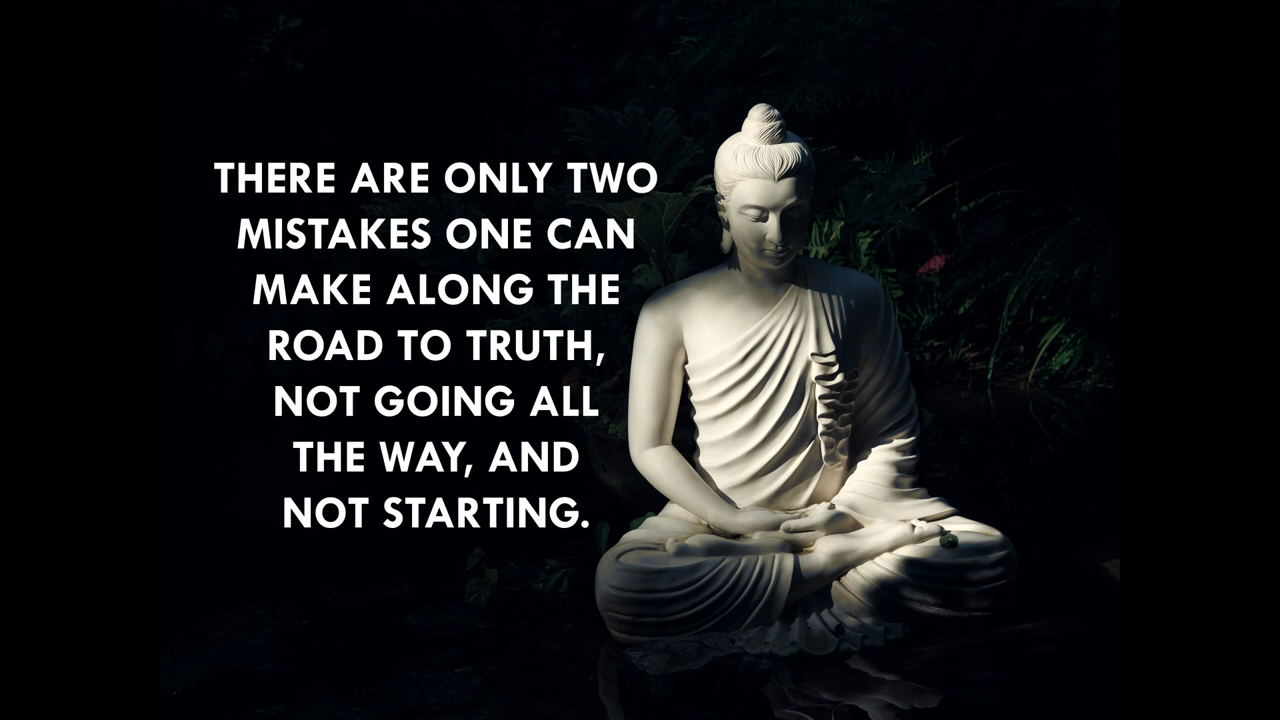 THERE ARE ONLY TWO
MISTAKES ONE CAN
MAKE ALONG THE
ROAD TO TRUTH,
NOT GOING ALL
THE WAY, AND
NOT STARTING.